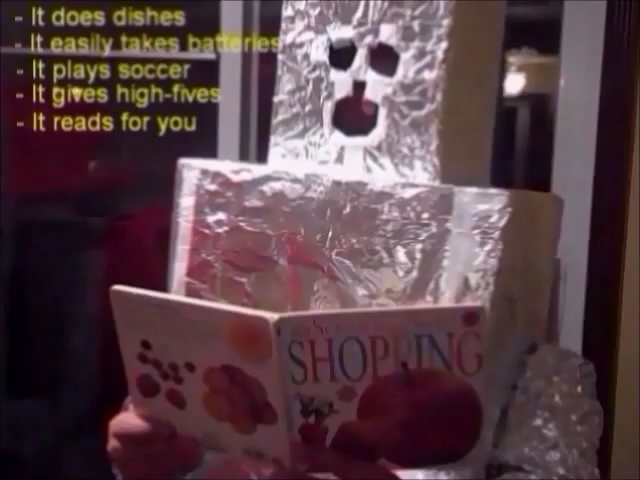 - It does dishes
- It easily takes batteries
- It plays soccer
- It gives high-fives
- It reads for you
SHOPPING